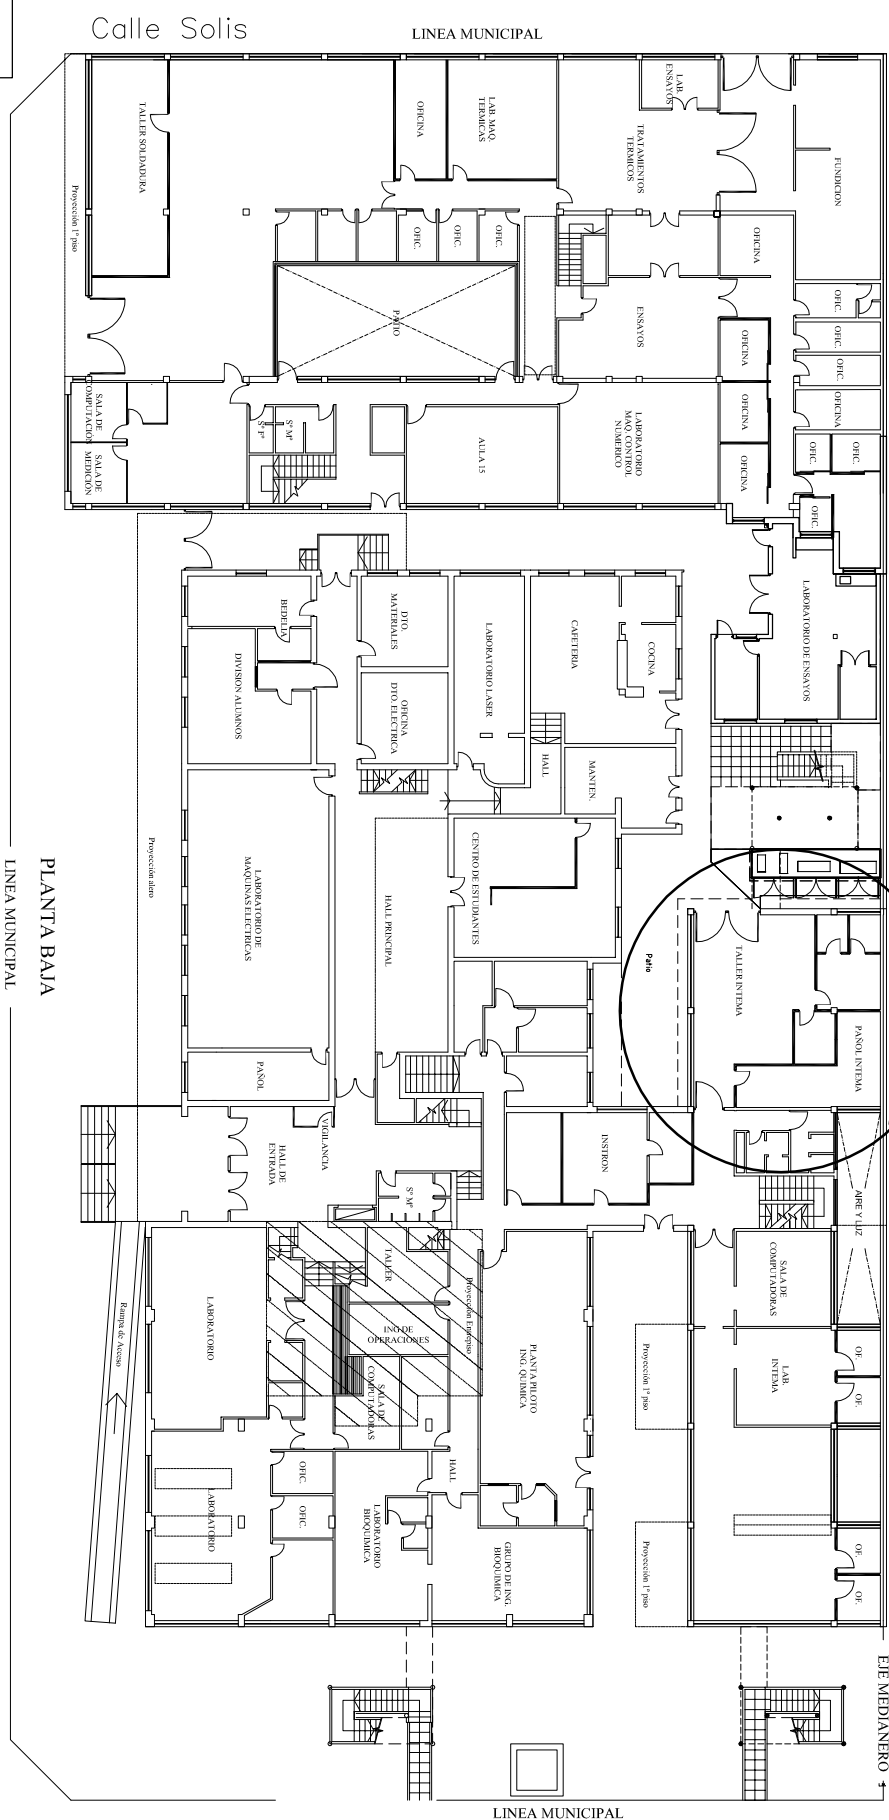 Calle Solis
LINEA MUNICIPAL
LAB.
ENSAYOS
TALLER SOLDADURA
OFICINA
LAB. MAQ.
TERMICAS
TRATAMIENTOS
TERMICOS
FUNDICION
Proyección 1º piso
OFIC.
OFIC.
OFIC.
OFICINA
OFIC.
PATIO
ENSAYOS
OFICINA
OFIC.
OFIC.
SALA DE
COMPUTACION
Sº Fº
Sº Mº
AULA 15
LABORATORIO
MAQ. CONTROL
NUMERICO
OFICINA
OFICINA
SALA DE
MEDICIÓN
OFICINA
OFIC.
OFIC.
OFIC.
BEDELIA
DTO.
MATERIALES
LABORATORIO LASER
CAFETERIA
COCINA
LABORATORIO DE ENSAYOS
DIVISION ALUMNOS
OFICINA
DTO. ELECTRICA
HALL
MANTEN.
Proyección alero
PLANTA BAJA
LINEA MUNICIPAL
LABORATORIO DE
MAQUINAS ELECTRICAS
HALL PRINCIPAL
CENTRO DE ESTUDIANTES
Patio
TALLER INTEMA
PAÑOL INTEMA
PAÑOL
VIGILANCIA
HALL DE
ENTRADA
INSTRON
Sº Mº
AIRE Y LUZ
TALLER
Proyección Entrepiso
SALA DE
COMPUTADORAS
Rampa de Acceso
LABORATORIO
ING DE
OPERACIONES
PLANTA PILOTO
ING. QUIMICA
Proyección 1º piso
LAB.
INTEMA
OF.
OF.
SALA DE
COMPUTADORAS
HALL
OFIC.
OFIC.
LABORATORIO
LABORATORIO
BIOQUIMICA
GRUPO DE ING.
BIOQUIMICA
Proyección 1º piso
OF.
OF.
EJE MEDIANERO
LINEA MUNICIPAL